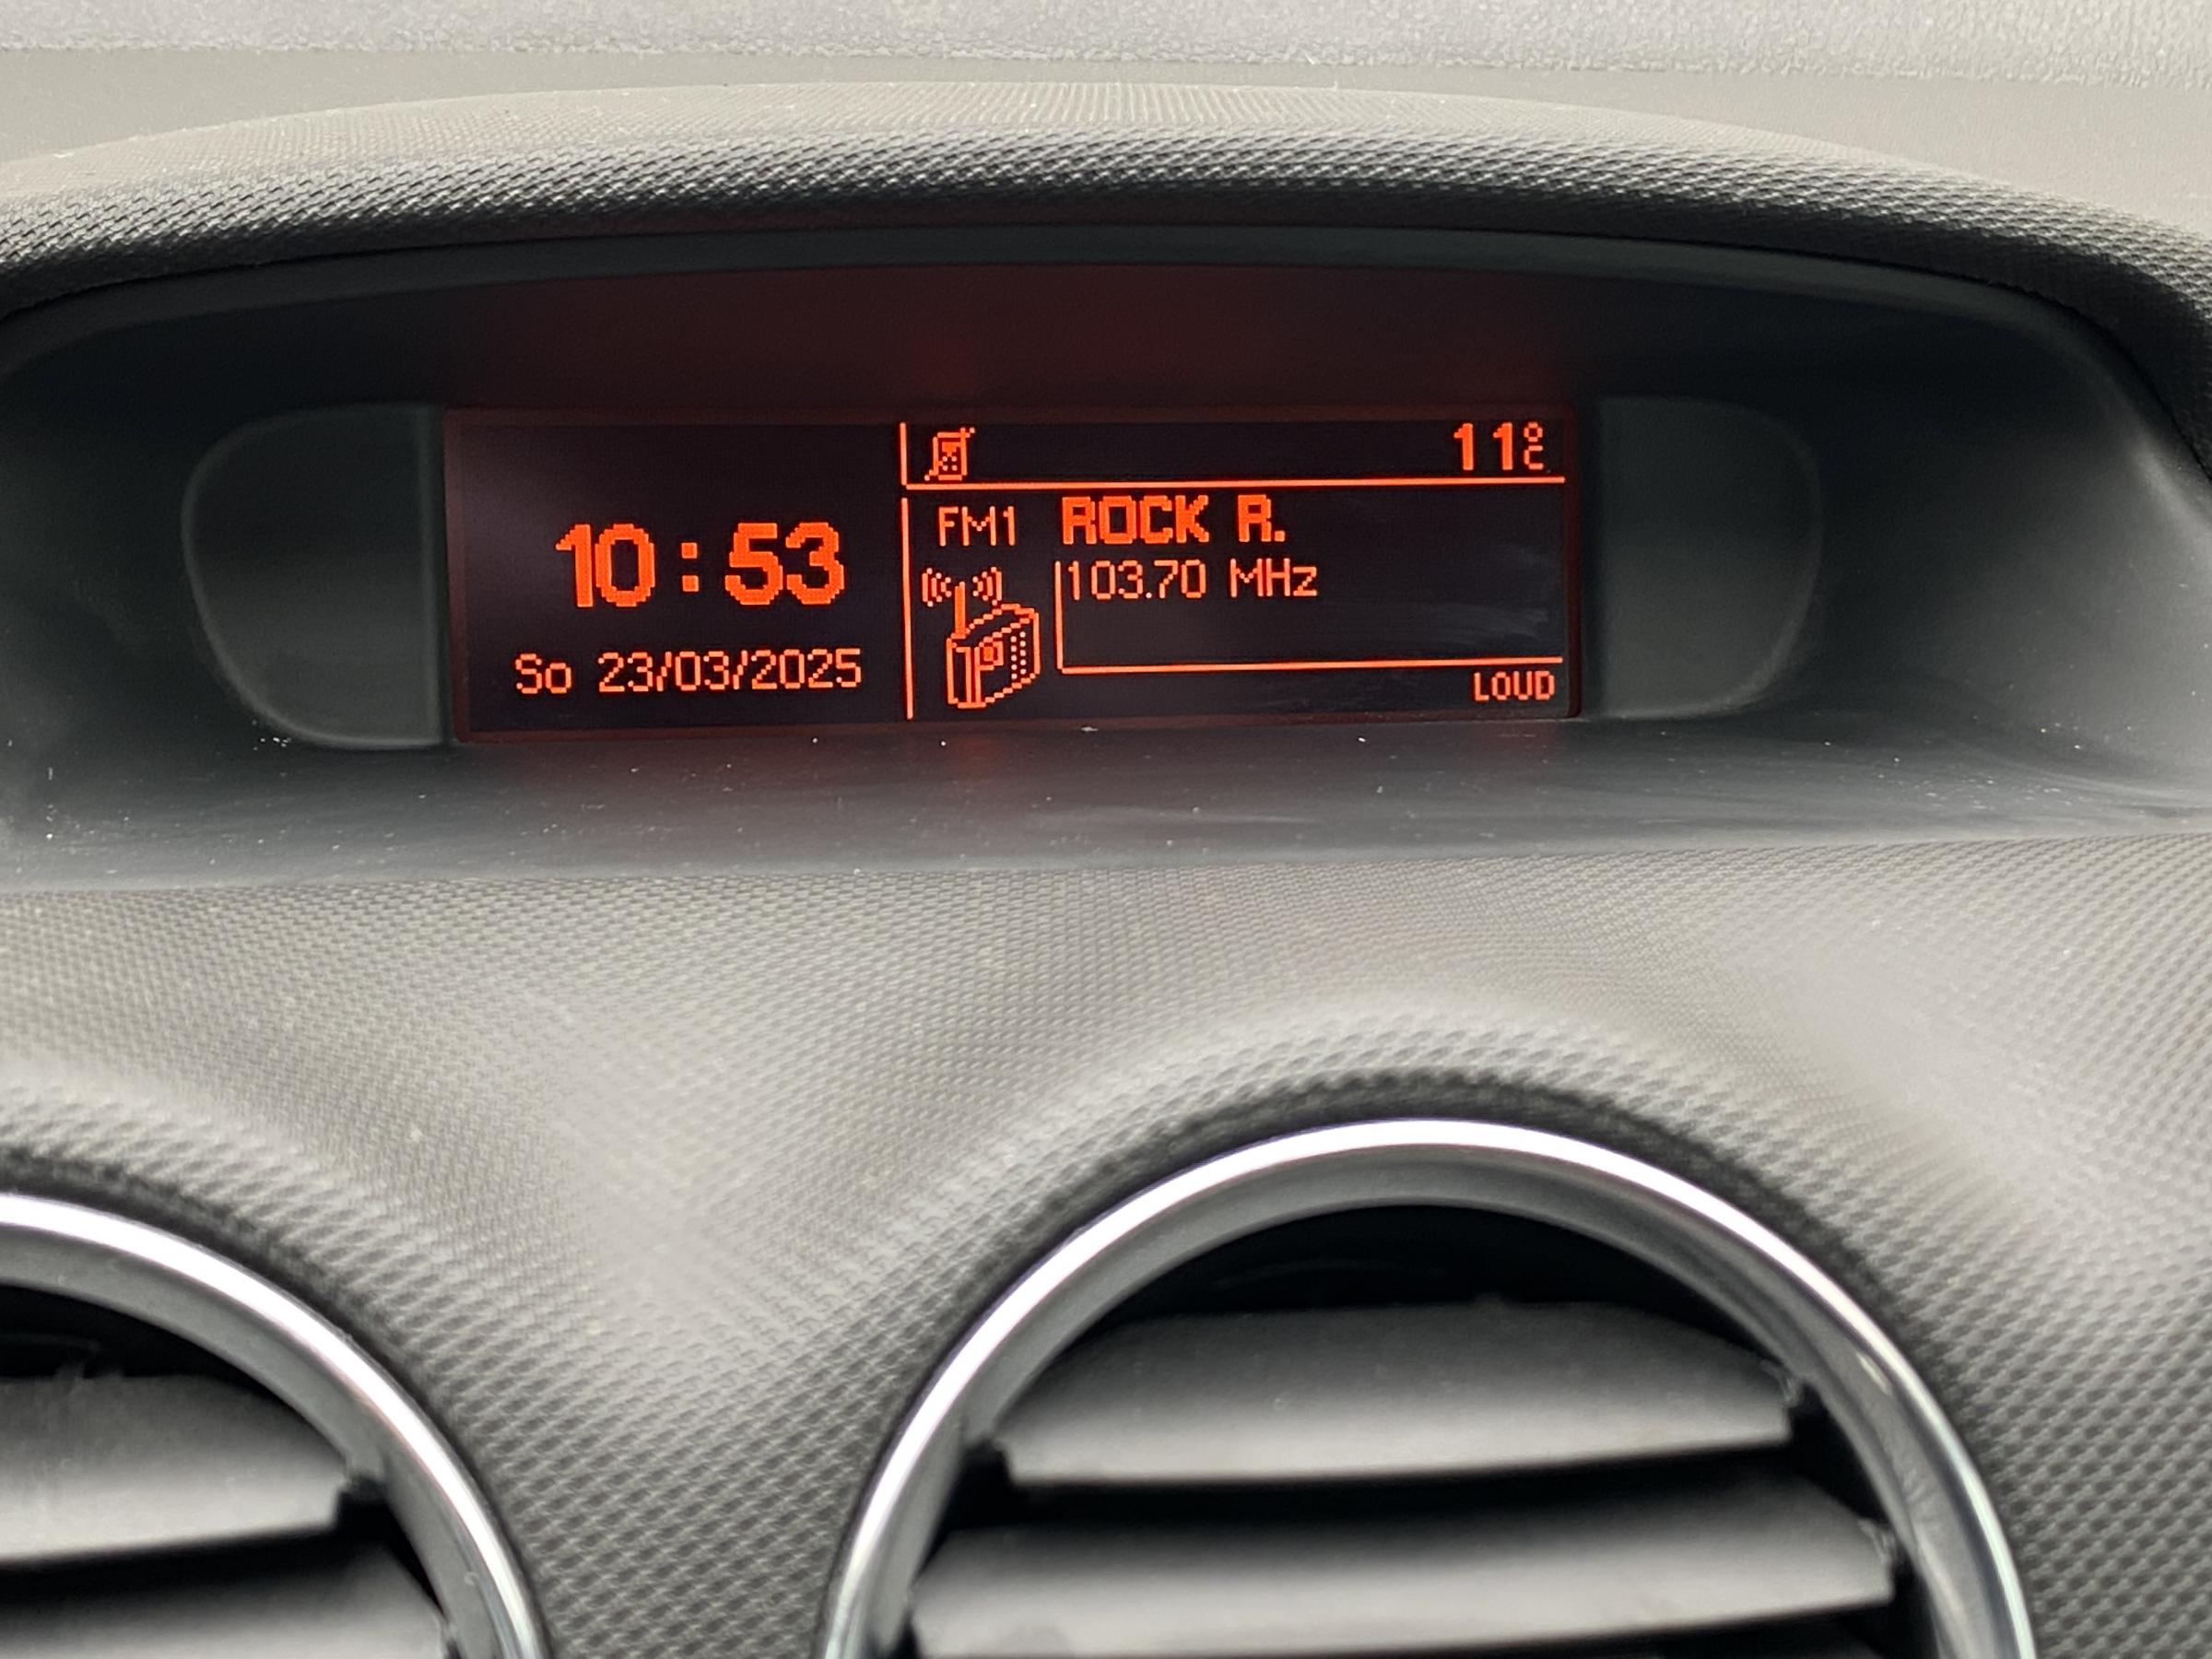 11°C
10:53
So 23/03/2025
FM1 ROCK R.
103.70 MHz
LOUD